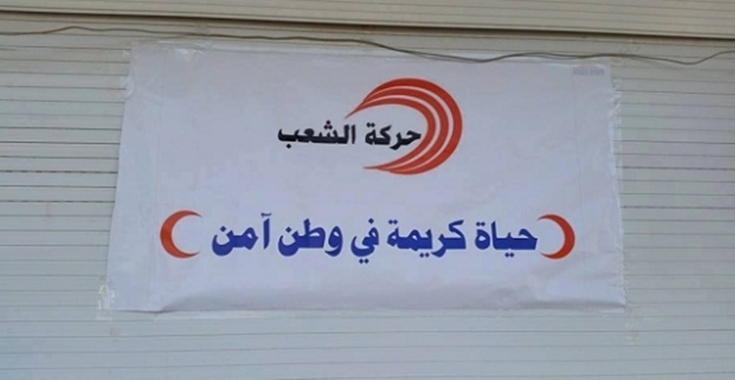 حركة الشعب
حياة كريمة في وطن آمن